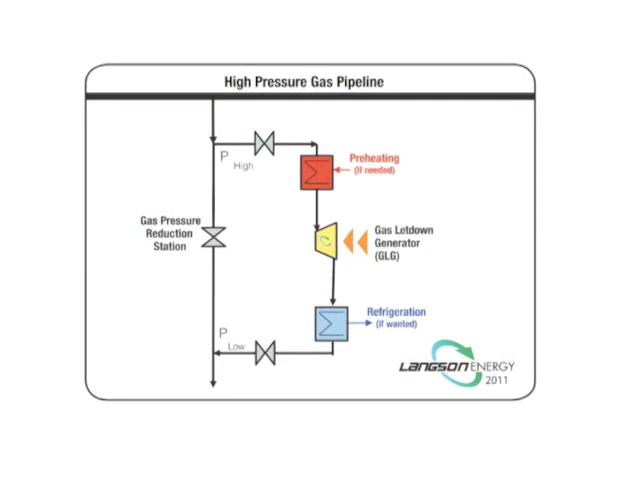 High Pressure Gas Pipeline
P High
Preheating
(if needed)
Gas Pressure
Reduction
Station
Gas Letdown
Generator
(GLG)
Refrigeration
(if wanted)
P Low
LANGSON ENERGY
2011